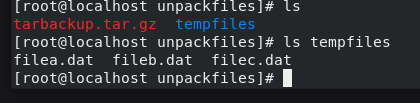 [root@localhost unpackfiles]# ls
tarbackup.tar.gz  tempfiles
[root@localhost unpackfiles]# ls tempfiles
filea.dat  fileb.dat  filec.dat
[root@localhost unpackfiles]#